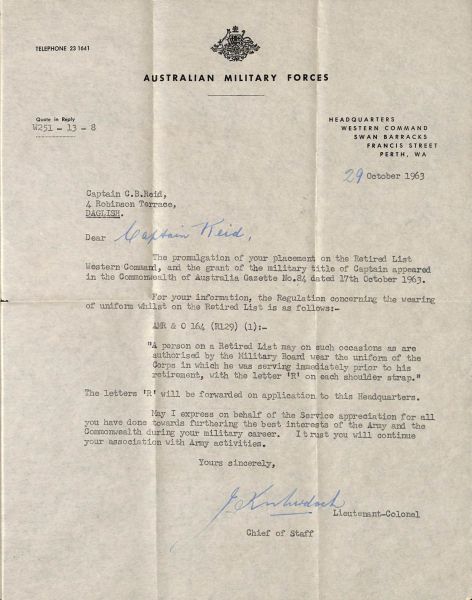 TELEPHONE 23 1641
AUSTRALIAN MILITARY FORCES
Quote in Reply
W251 - 13 - 8
HEADQUARTERS
WESTERN COMMAND
SWAN BARRACKS
FRANCIS STREET
PERTH, WA
29 October 1963
Captain C.B.Reid,
4 Robinson Terrace,
DAGLISH.
Dear Captain Reid,
The promulgation of your placement on the Retired List
Western Command, and the grant of the military title of Captain appeared
in the Commonwealth of Australia Gazette No.84 dated 17th October 1963.
For your information, the Regulation concerning the wearing
of uniform whilst on the Retired List is as follows:-
AMR & O 164 (R129) (1):-
"A person on a Retired List may on such occasions as are
authorised by the Military Board wear the uniform of the
Corps in which he was serving immediately prior to his
retirement, with the letter 'R' on each shoulder strap."
The letters 'R' will be forwarded on application to this Headquarters.
May I express on behalf of the Service appreciation for all
you have done towards furthering the best interests of the Army and the
Commonwealth during your military career. I trust you will continue
your association with Army activities.
Yours sincerely,
Lieutenant-Colonel
Chief of Staff